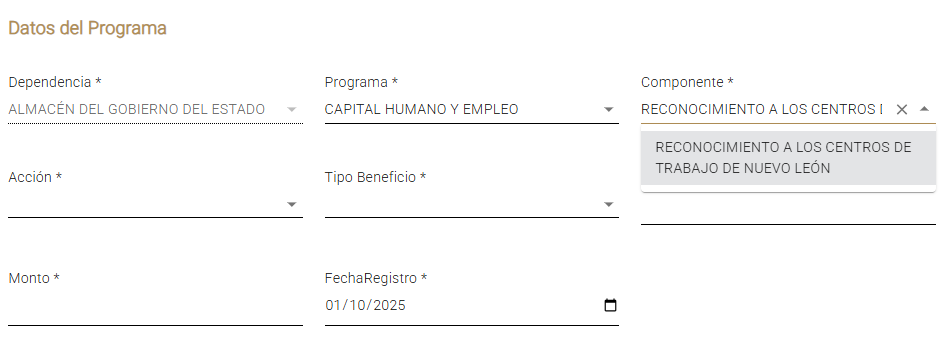 Datos del Programa
Dependencia *
Programa *
Componente *
ALMACÉN DEL GOBIERNO DEL ESTADO
CAPITAL HUMANO Y EMPLEO
RECONOCIMIENTO A LOS CENTROS
RECONOCIMIENTO A LOS CENTROS DE
TRABAJO DE NUEVO LEÓN
Acción *
Tipo Beneficio *
Monto *
FechaRegistro *
01/10/2025